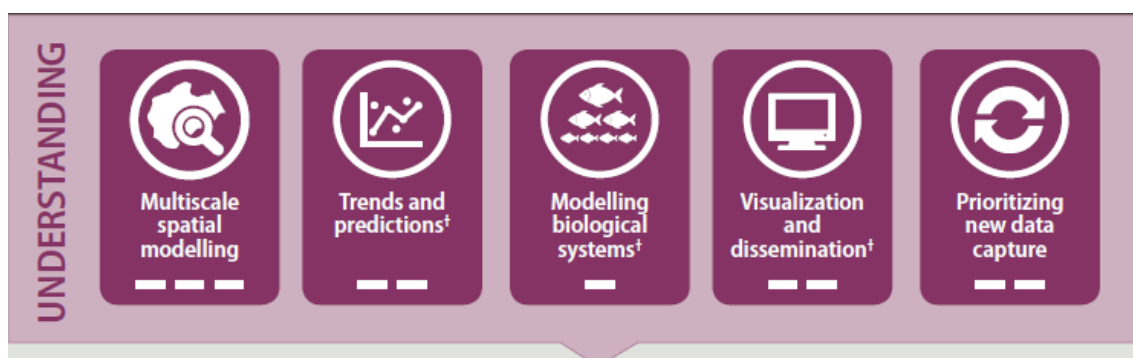 UNDERSTANDING
Multiscale
spatial
modelling
Trends and
predictions†
Modelling
biological
systems†
Visualization
and
dissemination†
Prioritizing
new data
capture